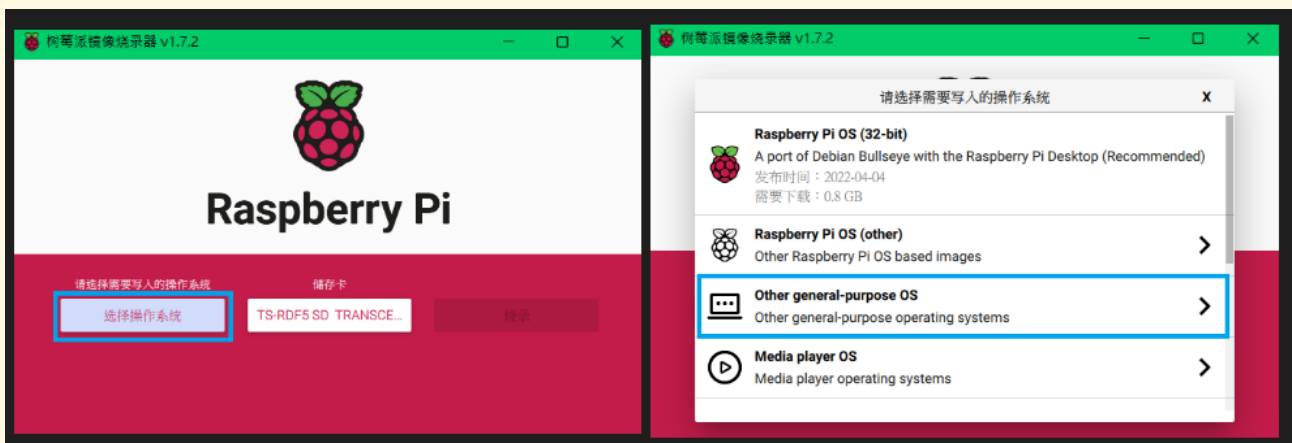 树莓派镜像烧录器 v1.7.2
Raspberry Pi
请选择需要写入的操作系统
储存卡
选择操作系统
TS-RDF5 SD TRANSCE...
烧录
树莓派镜像烧录器 v1.7.2
请选择需要写入的操作系统
X
Raspberry Pi OS (32-bit)
A port of Debian Bullseye with the Raspberry Pi Desktop (Recommended)
发布时间：2022-04-04
需要下载：0.8 GB
Raspberry Pi OS (other)
Other Raspberry Pi OS based images
Other general-purpose OS
Other general-purpose operating systems
Media player OS
Media player operating systems